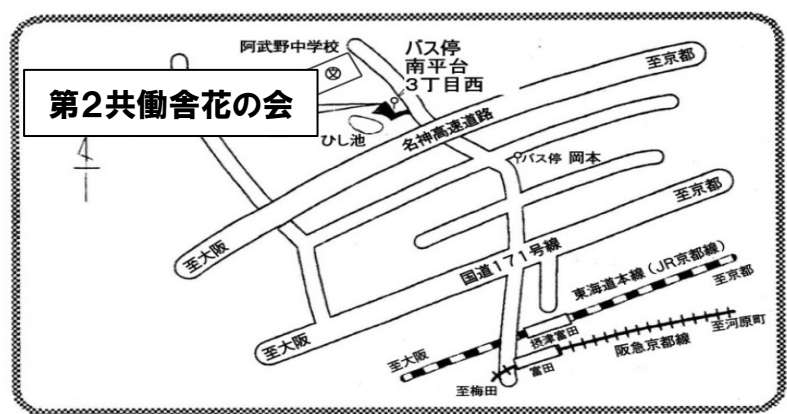 阿武野中学校
バス停
南平台
3丁目西
至京都
第2共働舎花の会
文
ひし池
名神高速道路
バス停 岡本
至京都
至大阪
国道171号線
東海道本線(JR京都線)
至京都
至大阪
摂津富田
至河原町
阪急京都線
至大阪
富田
至梅田